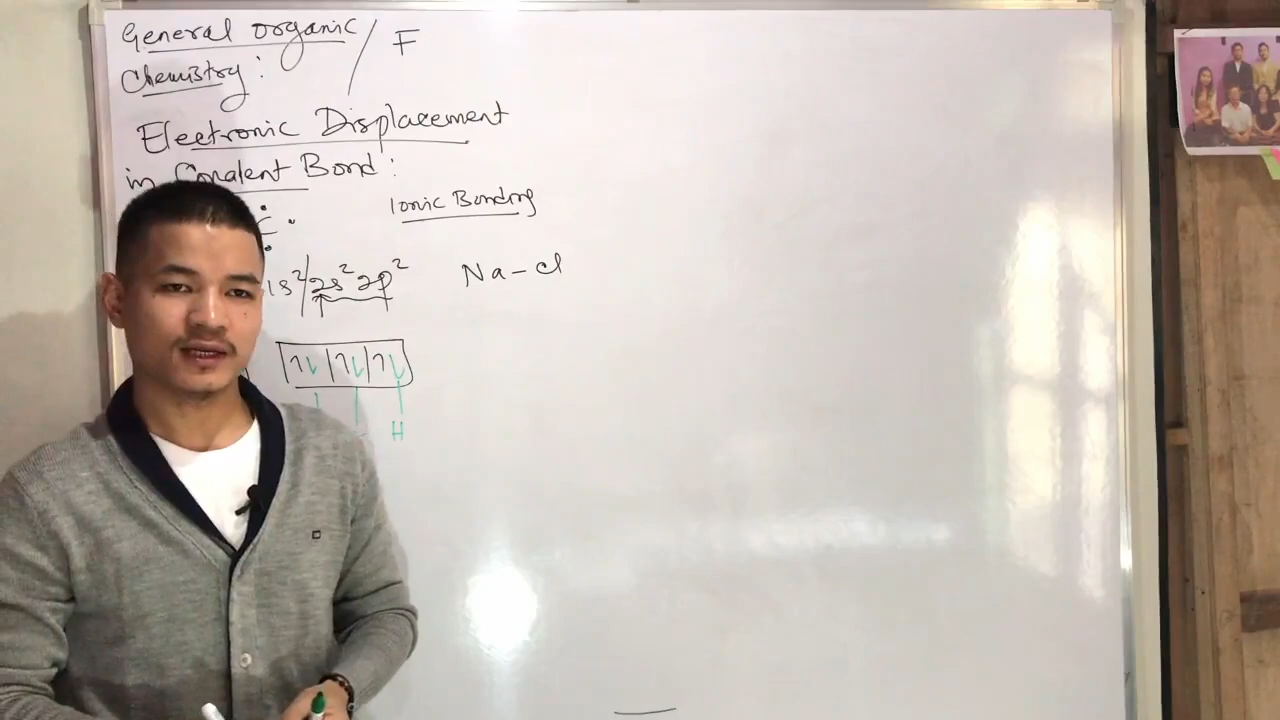 General organic / F
Chemistry :
Electronic Displacement
in Covalent Bond :
Ionic Bonding
C
1s² 2s² 2p²
Na - Cl
H